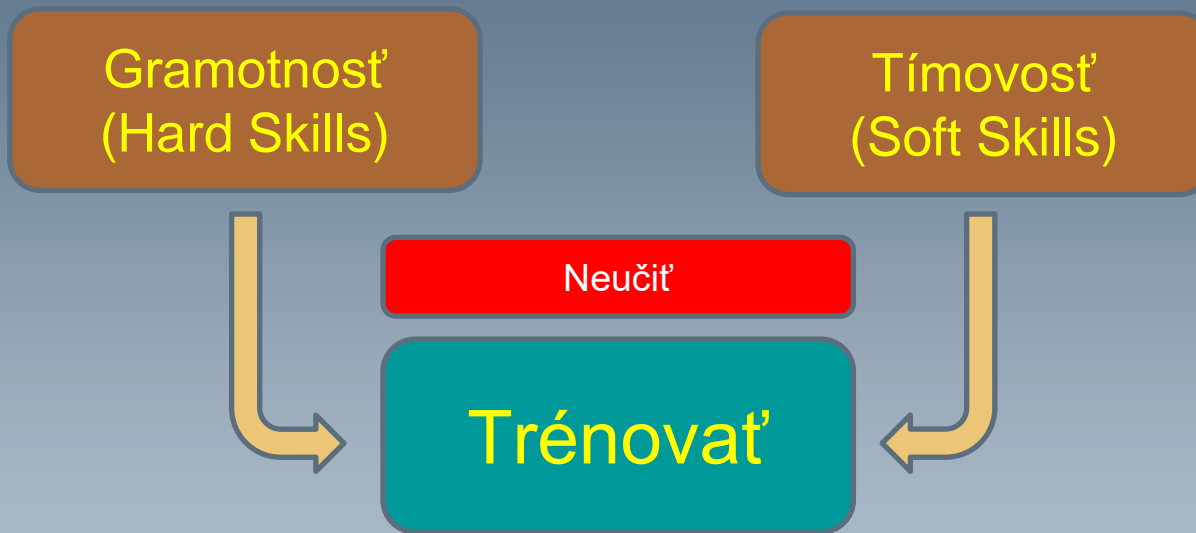 Gramotnosť
(Hard Skills)
Tímovosť
(Soft Skills)
Neučiť
Trénovať